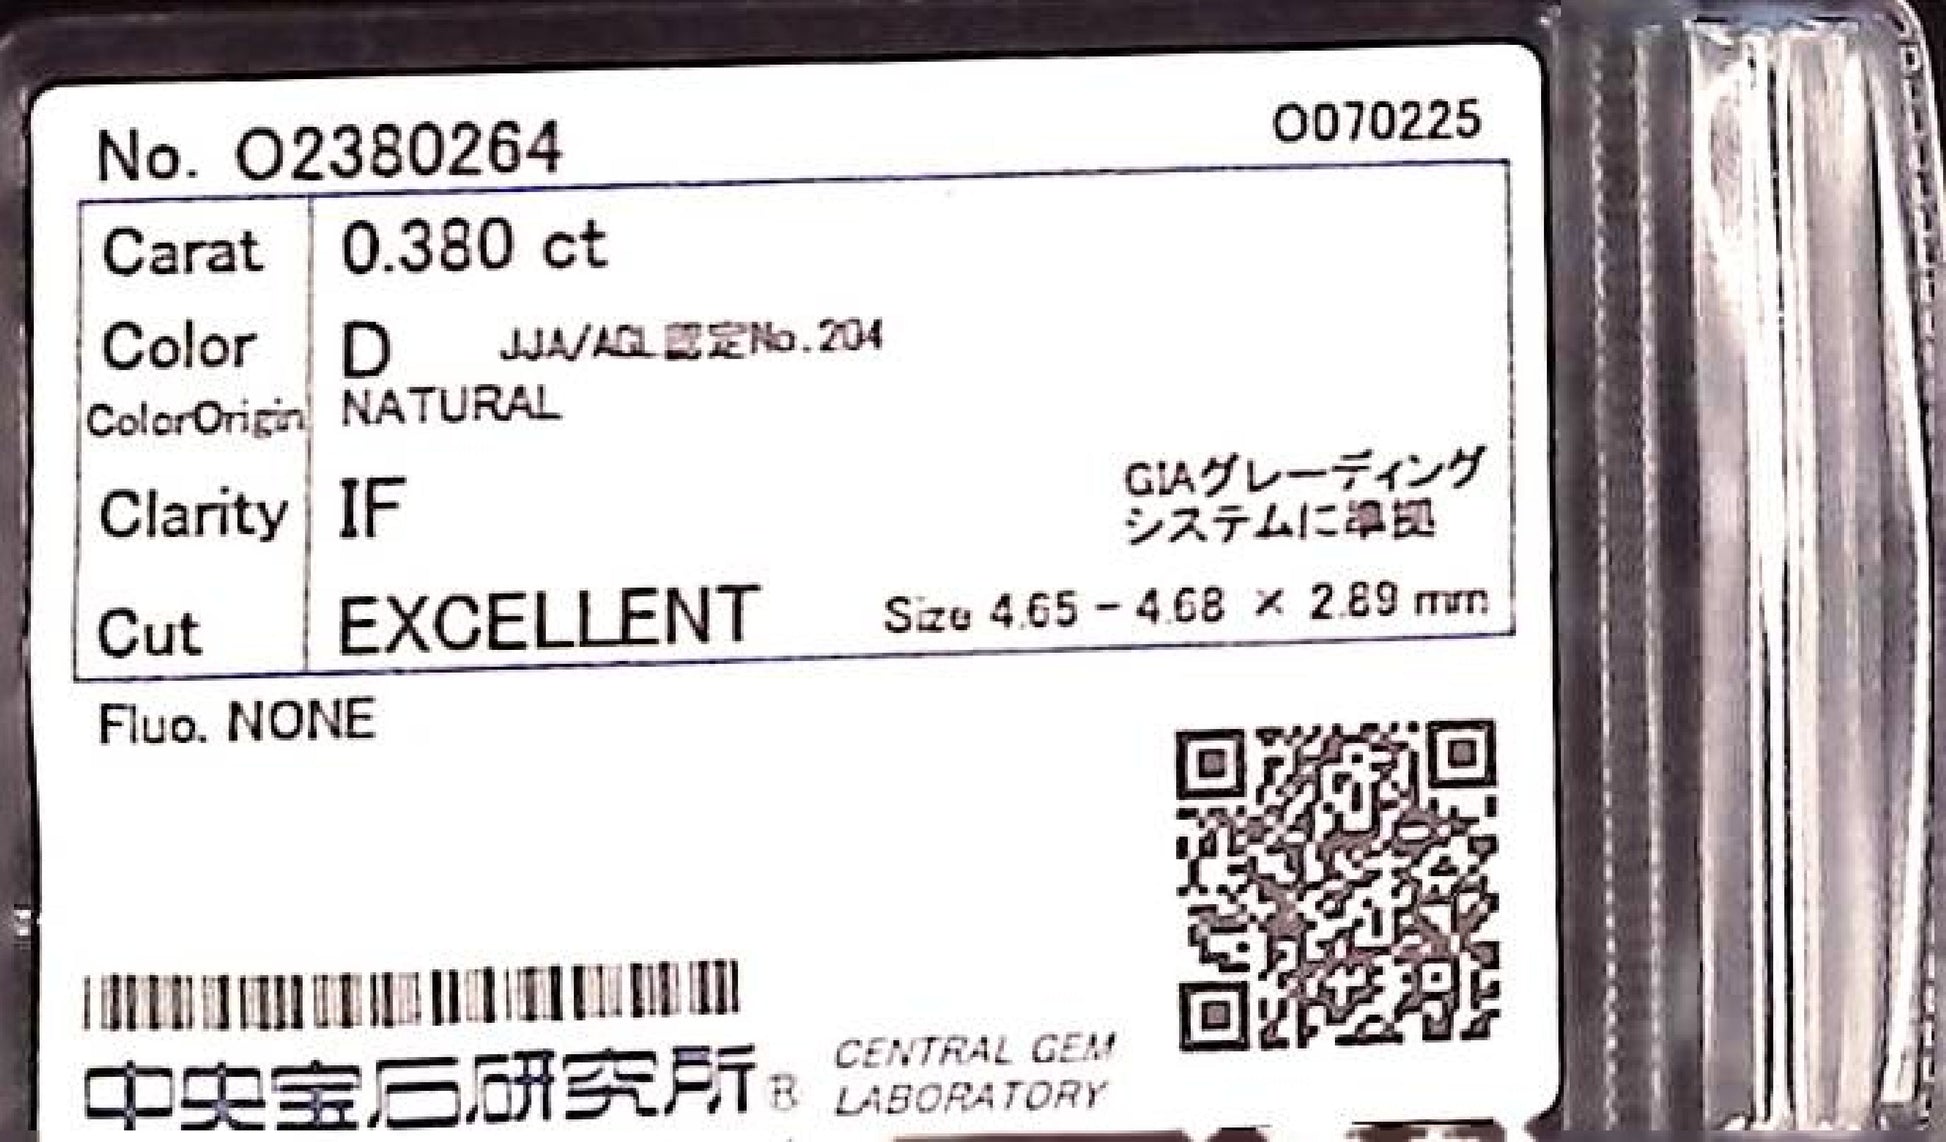 No. O2380264
O070225
Carat 0.380 ct
Color D JJA/AGL認定No.204
ColorOrigin NATURAL
Clarity IF
GIAグレーディング
システムに準拠
Cut EXCELLENT Size 4.65 - 4.68 × 2.89 mm
Fluo. NONE
中央宝石研究所® CENTRAL GEM
LABORATORY